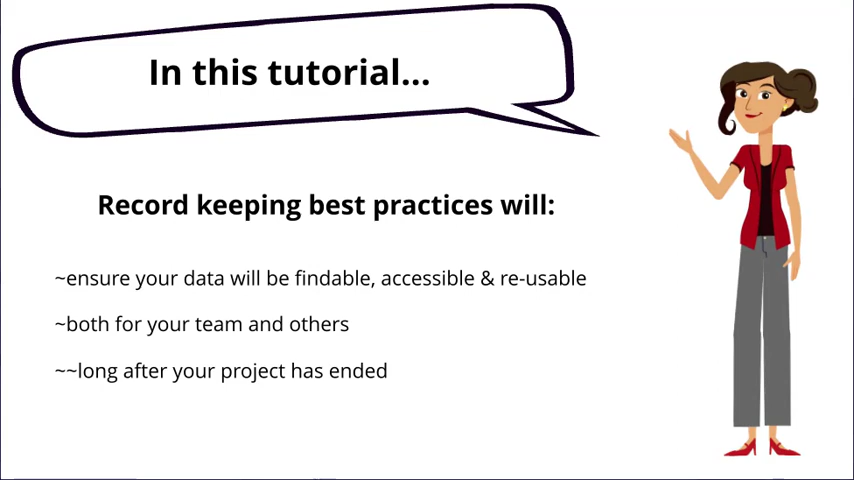 In this tutorial...
Record keeping best practices will:
~ensure your data will be findable, accessible & re-usable
~both for your team and others
~~long after your project has ended